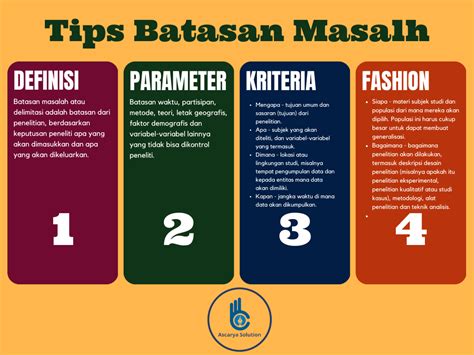 Tips Batasan Masalh
DEFINISI
Batasan masalah atau
delimitasi adalah batasan dari
penelitian, berdasarkan
keputusan peneliti apa yang
akan dimasukkan dan apa
yang akan dikeluarkan.
1
PARAMETER
Batasan waktu, partisipan,
metode, teori, letak geografis,
faktor demografis dan
variabel-variabel lainnya
yang tidak bisa dikontrol
peneliti.
2
KRITERIA
• Mengapa - tujuan umum dan
sasaran (tujuan) dari
penelitian.
• Apa - subjek yang akan
diteliti, dan variabel-variabel
yang termasuk.
• Dimana - lokasi atau
lingkungan studi, misalnya
tempat pengumpulan data dan
kepada entitas mana data
akan dimiliki.
• Kapan - jangka waktu di mana
data akan dikumpulkan.
3
FASHION
• Siapa - materi subjek studi dan
populasi dari mana mereka akan
dipilih. Populasi ini harus cukup
besar untuk dapat membuat
generalisasi.
• Bagaimana - bagaimana
penelitian akan dilakukan,
termasuk deskripsi desain
penelitian (misalnya apakah itu
penelitian eksperimental,
penelitian kualitatif atau studi
kasus), metodologi, alat
penelitian dan teknik analisis.
•
4
Ascarya Solution